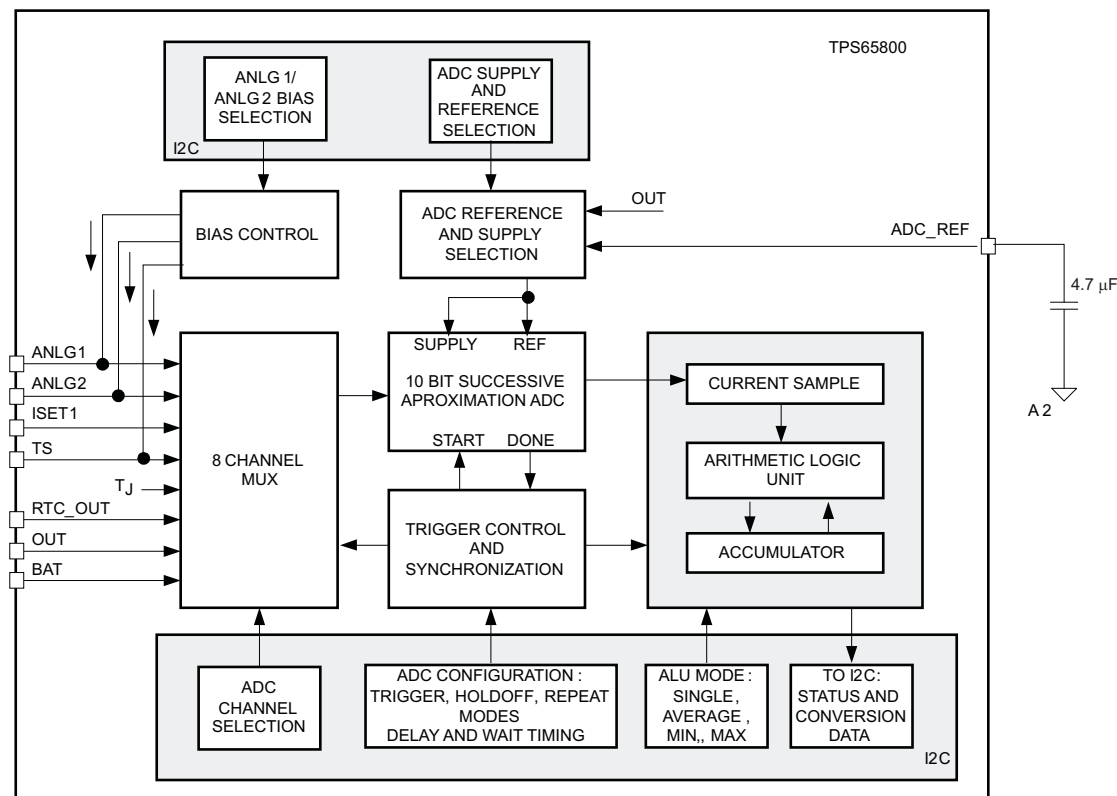 TPS65800
ANLG 1/
ANLG 2 BIAS
SELECTION
ADC SUPPLY
AND
REFERENCE
SELECTION
I2C
BIAS CONTROL
ADC REFERENCE
AND SUPPLY
SELECTION
OUT
ADC_REF
4.7 μF
A 2
ANLG1
ANLG2
ISET1
TS
TJ
RTC_OUT
OUT
BAT
8 CHANNEL
MUX
SUPPLY REF
10 BIT SUCCESSIVE
APROXIMATION ADC
START DONE
TRIGGER CONTROL
AND
SYNCHRONIZATION
CURRENT SAMPLE
ARITHMETIC LOGIC
UNIT
ACCUMULATOR
ADC
CHANNEL
SELECTION
ADC CONFIGURATION :
TRIGGER, HOLDOFF, REPEAT
MODES
DELAY AND WAIT TIMING
ALU MODE :
SINGLE ,
AVERAGE ,
MIN,, MAX
TO I2C:
STATUS AND
CONVERSION
DATA
I2C